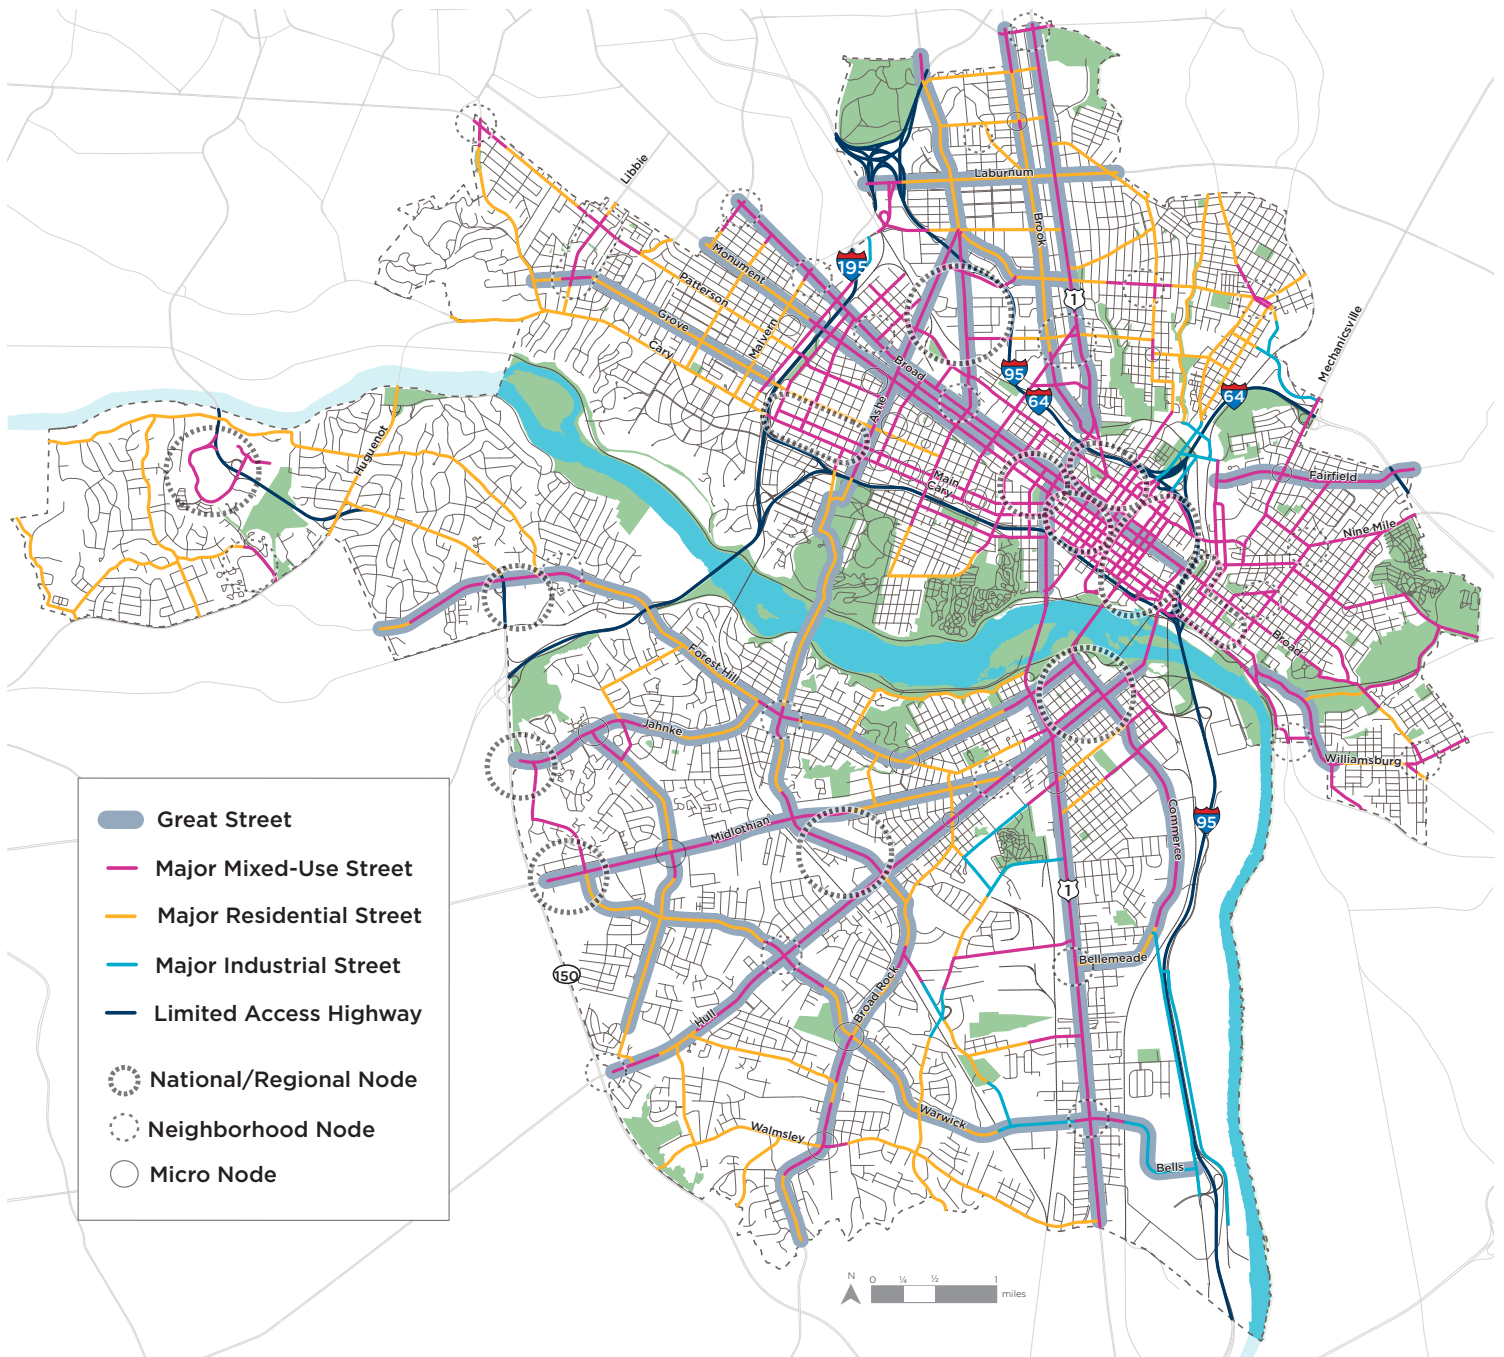 Libbie
Laburnum
Brook
195
Monument
Patterson
Grove
Cary
Malvern
1
Mechanicsville
Broad
95
64
64
Ashe
Huguenot
Main
Cary
Fairfield
Nine Mile
Broad
Forest Hill
Jahnke
Williamsburg
Midlothian
Commerce
95
1
Bellemeade
150
Broad Rock
Hull
Warwick
Walmsley
Bells
Great Street
Major Mixed-Use Street
Major Residential Street
Major Industrial Street
Limited Access Highway
National/Regional Node
Neighborhood Node
Micro Node
N
0 ¼ ½ 1
miles